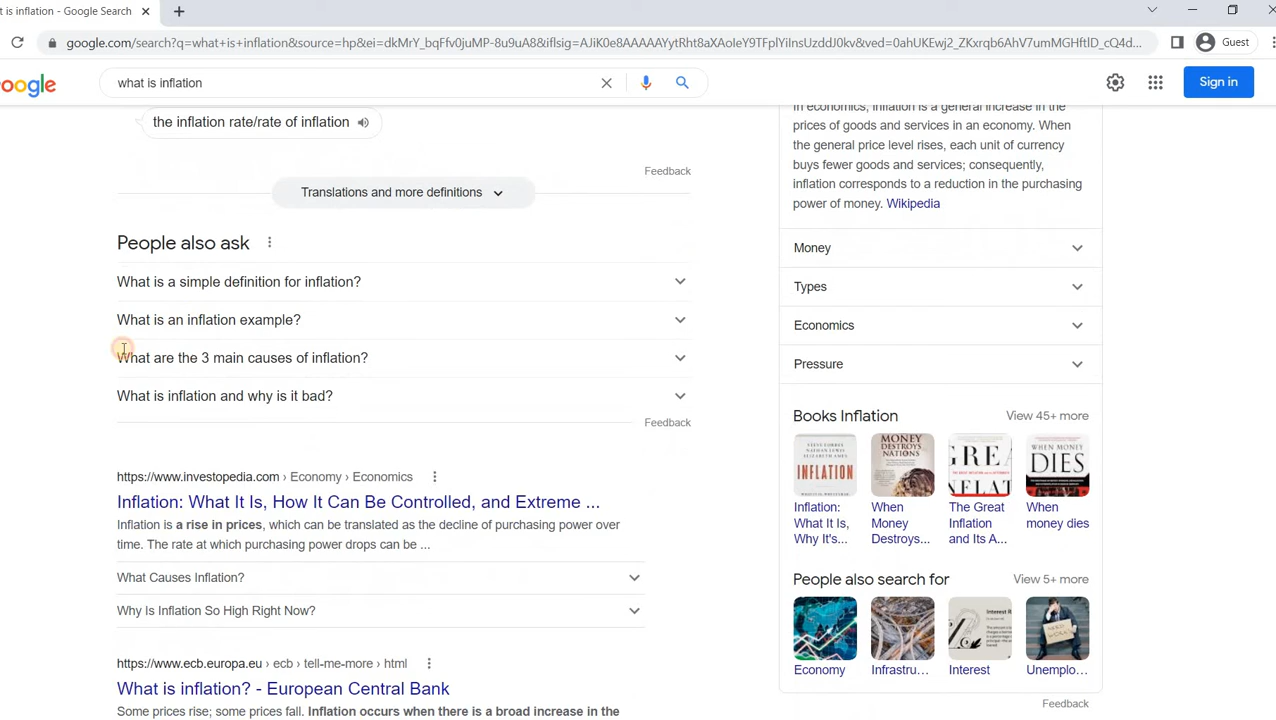 t is inflation - Google Search
google.com/search?q=what+is+inflation&source=hp&ei=dkMrY_bqFfv0juMP-8u9uA8&iflsig=AJiK0e8AAAAAYytRht8aXAoIeY9TFplYiInsUzddJ0kv&ved=0ahUKEwj2_ZKxrqb6AhV7umMGHftlD_cQ4d...
Guest
oogle
what is inflation
Sign in
the inflation rate/rate of inflation
Feedback
Translations and more definitions
People also ask
What is a simple definition for inflation?
What is an inflation example?
What are the 3 main causes of inflation?
What is inflation and why is it bad?
Feedback
https://www.investopedia.com › Economy › Economics
Inflation: What It Is, How It Can Be Controlled, and Extreme ...
Inflation is a rise in prices, which can be translated as the decline of purchasing power over
time. The rate at which purchasing power drops can be ...
What Causes Inflation?
Why Is Inflation So High Right Now?
https://www.ecb.europa.eu › ecb › tell-me-more › html
What is inflation? - European Central Bank
Some prices rise; some prices fall. Inflation occurs when there is a broad increase in the
In economics, inflation is a general increase in the
prices of goods and services in an economy. When
the general price level rises, each unit of currency
buys fewer goods and services; consequently,
inflation corresponds to a reduction in the purchasing
power of money. Wikipedia
Money
Types
Economics
Pressure
Books Inflation
View 45+ more
INFLATION
MONEY
DESTROYS
NATIONS
GREA
INFLAT
WHEN
MONEY
DIES
Inflation:
What It Is,
Why It's...
When
Money
Destroys...
The Great
Inflation
and Its A...
When
money dies
People also search for
View 5+ more
Interest R
NEED
WORK
Economy
Infrastru...
Interest
Unemplo...
Feedback